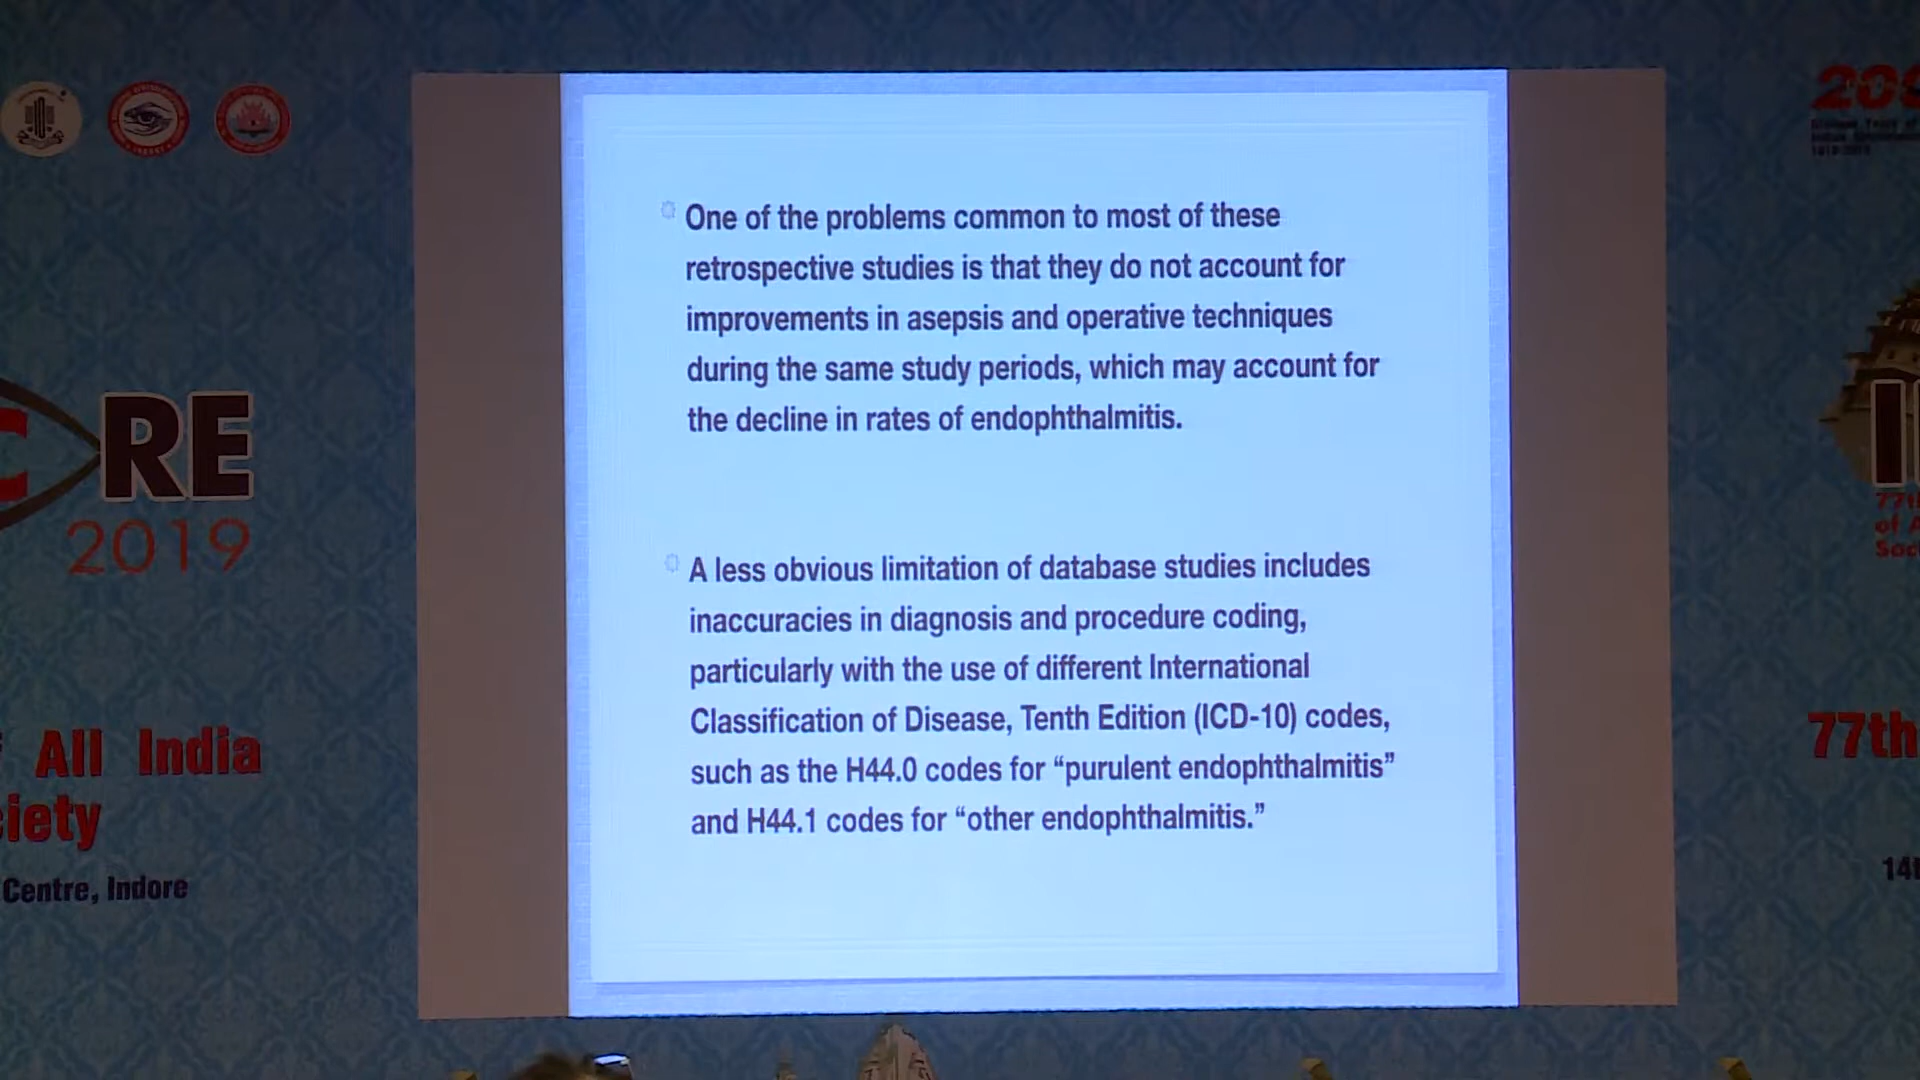 One of the problems common to most of these
retrospective studies is that they do not account for
improvements in asepsis and operative techniques
during the same study periods, which may account for
the decline in rates of endophthalmitis.
A less obvious limitation of database studies includes
inaccuracies in diagnosis and procedure coding,
particularly with the use of different International
Classification of Disease, Tenth Edition (ICD-10) codes,
such as the H44.0 codes for “purulent endophthalmitis”
and H44.1 codes for “other endophthalmitis.”
RE
2019
All India
iety
Centre, Indore
77th